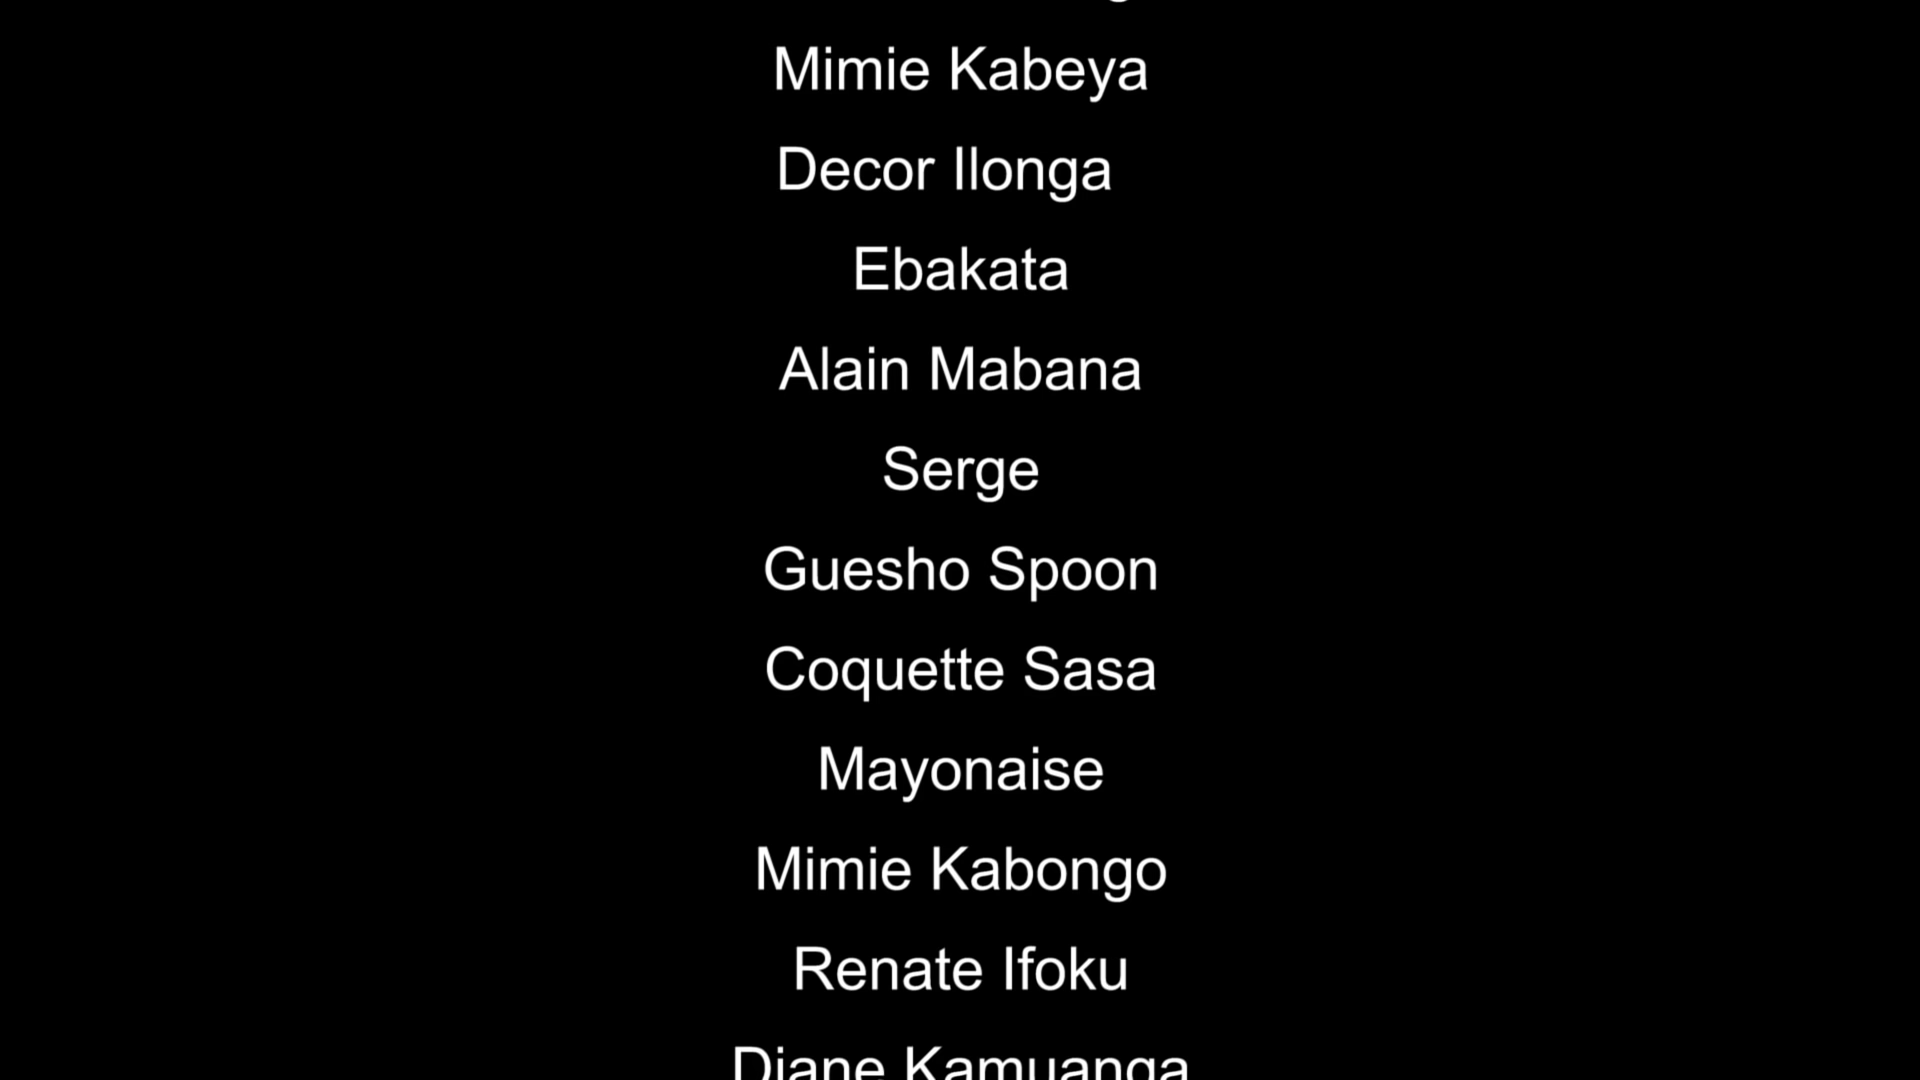 Mimie Kabeya
Decor Ilonga
Ebakata
Alain Mabana
Serge
Guesho Spoon
Coquette Sasa
Mayonaise
Mimie Kabongo
Renate Ifoku
Diane Kamuanga